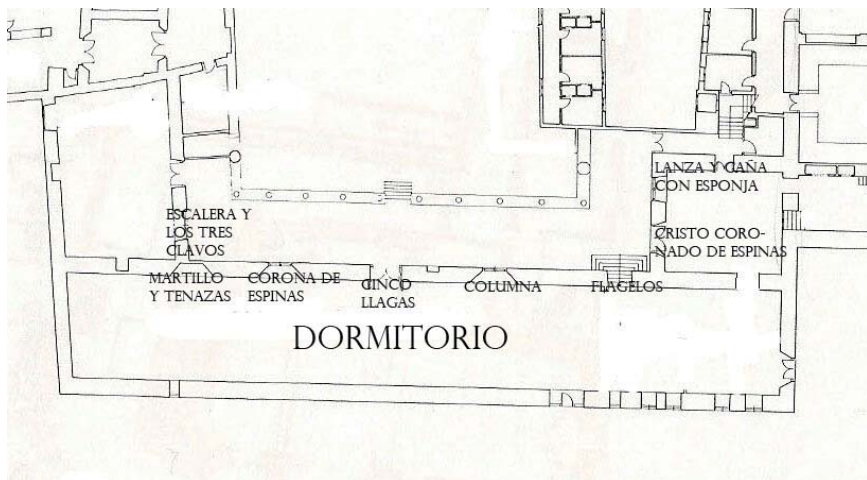 LANZA Y CAÑA
CON ESPONJA
ESCALERA Y
LOS TRES
CLAVOS
CRISTO CORO-
NADO DE ESPINAS
MARTILLO
Y TENAZAS
CORONA DE
ESPINAS
CINCO
LLAGAS
COLUMNA
FLAGELOS
DORMITORIO